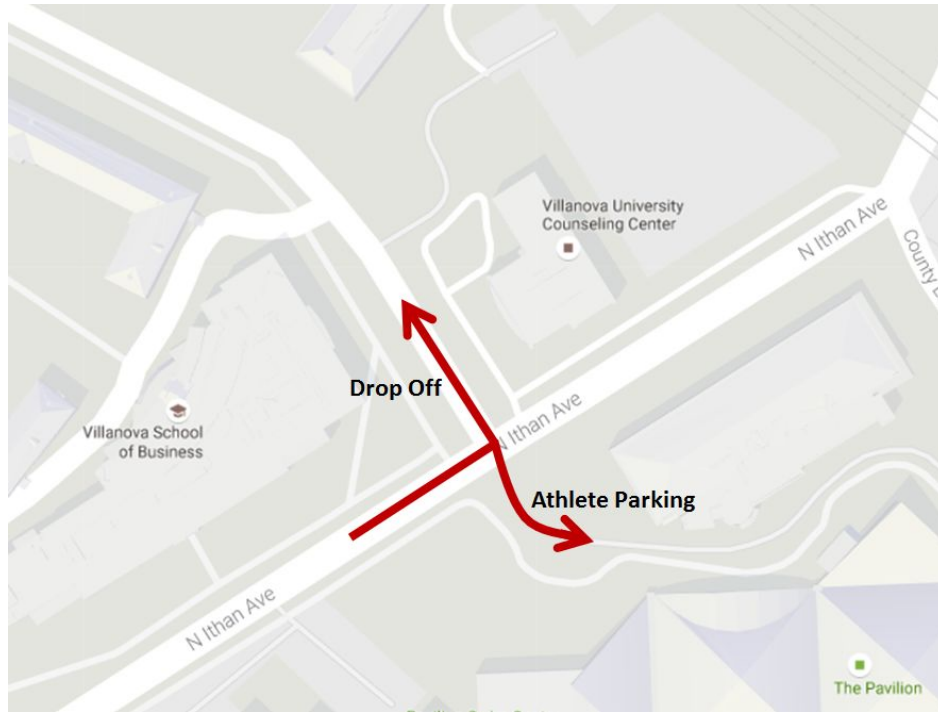 Villanova University
Counseling Center
N Ithan Ave
County
Drop Off
N Ithan Ave
Villanova School
of Business
Athlete Parking
N Ithan Ave
The Pavilion